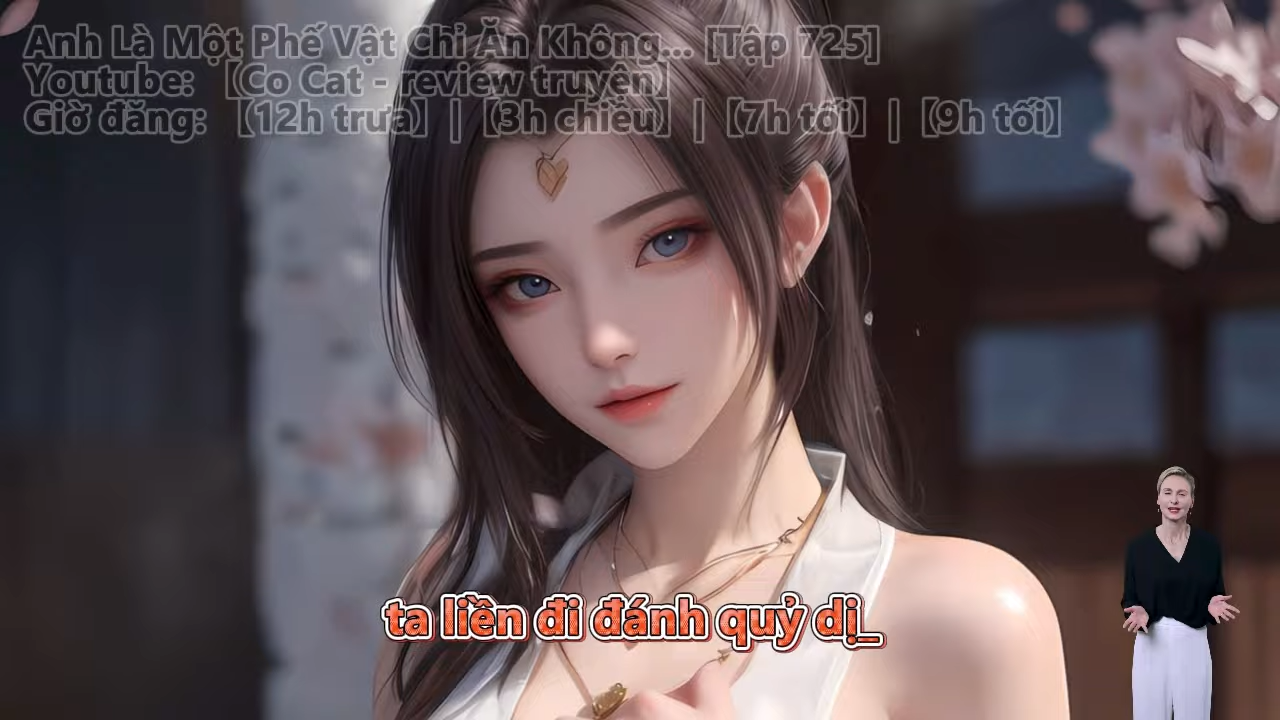 Anh Là Một Phế Vật Chỉ Ăn Không... [Tập 725]
Youtube: [Co Cat - review truyện]
Giờ đăng: [12h trưa] | [3h chiều] | [7h tối] | [9h tối]
ta liền đi đánh quỷ dị_